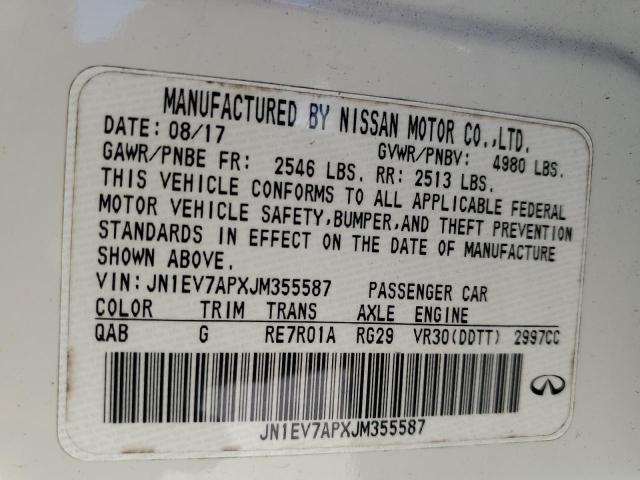 MANUFACTURED BY NISSAN MOTOR CO.,LTD.
DATE: 08/17 GVWR/PNBV: 4980 LBS.
GAWR/PNBE FR: 2546 LBS. RR: 2513 LBS.
THIS VEHICLE CONFORMS TO ALL APPLICABLE FEDERAL
MOTOR VEHICLE SAFETY,BUMPER,AND THEFT PREVENTION
STANDARDS IN EFFECT ON THE DATE OF MANUFACTURE
SHOWN ABOVE.
VIN:JN1EV7APXJM355587 PASSENGER CAR
COLOR TRIM TRANS AXLE ENGINE
QAB G RE7R01A RG29 VR30(DDTT) 2997CC
JN1EV7APXJM355587